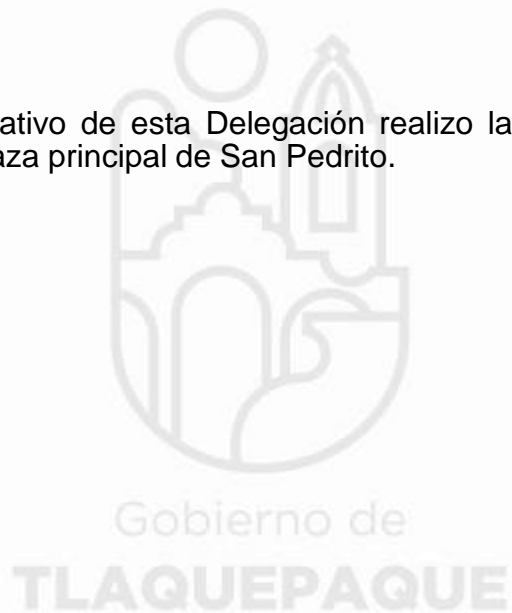 ativo de esta Delegación realizo la
aza principal de San Pedrito.
Gobierno de
TLAQUEPAQUE